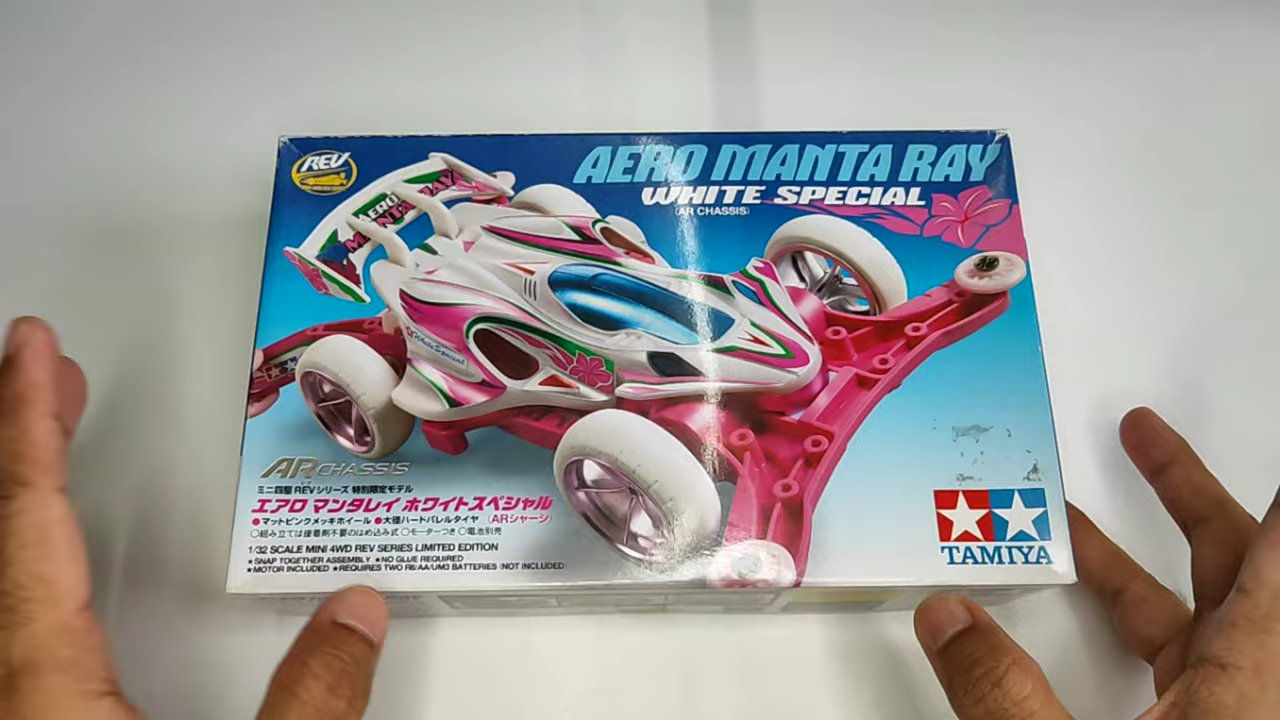 REV
AERO MANTA RAY
WHITE SPECIAL
(AR CHASSIS)
AERO
MANTA RAY
White Special
AR CHASSIS
ミニ四駆REVシリーズ 特別限定モデル
エアロ マンタレイ ホワイトスペシャル
●マットピンクメッキホイール ●大径ハードバレルタイヤ (ARシャーシ)
○組み立ては接着剤不要のはめ込み式 ○モーターつき ○電池別売
1/32 SCALE MINI 4WD REV SERIES LIMITED EDITION
★SNAP TOGETHER ASSEMBLY ★NO GLUE REQUIRED
★MOTOR INCLUDED ★REQUIRES TWO R6/AA/UM3 BATTERIES (NOT INCLUDED)
TAMIYA